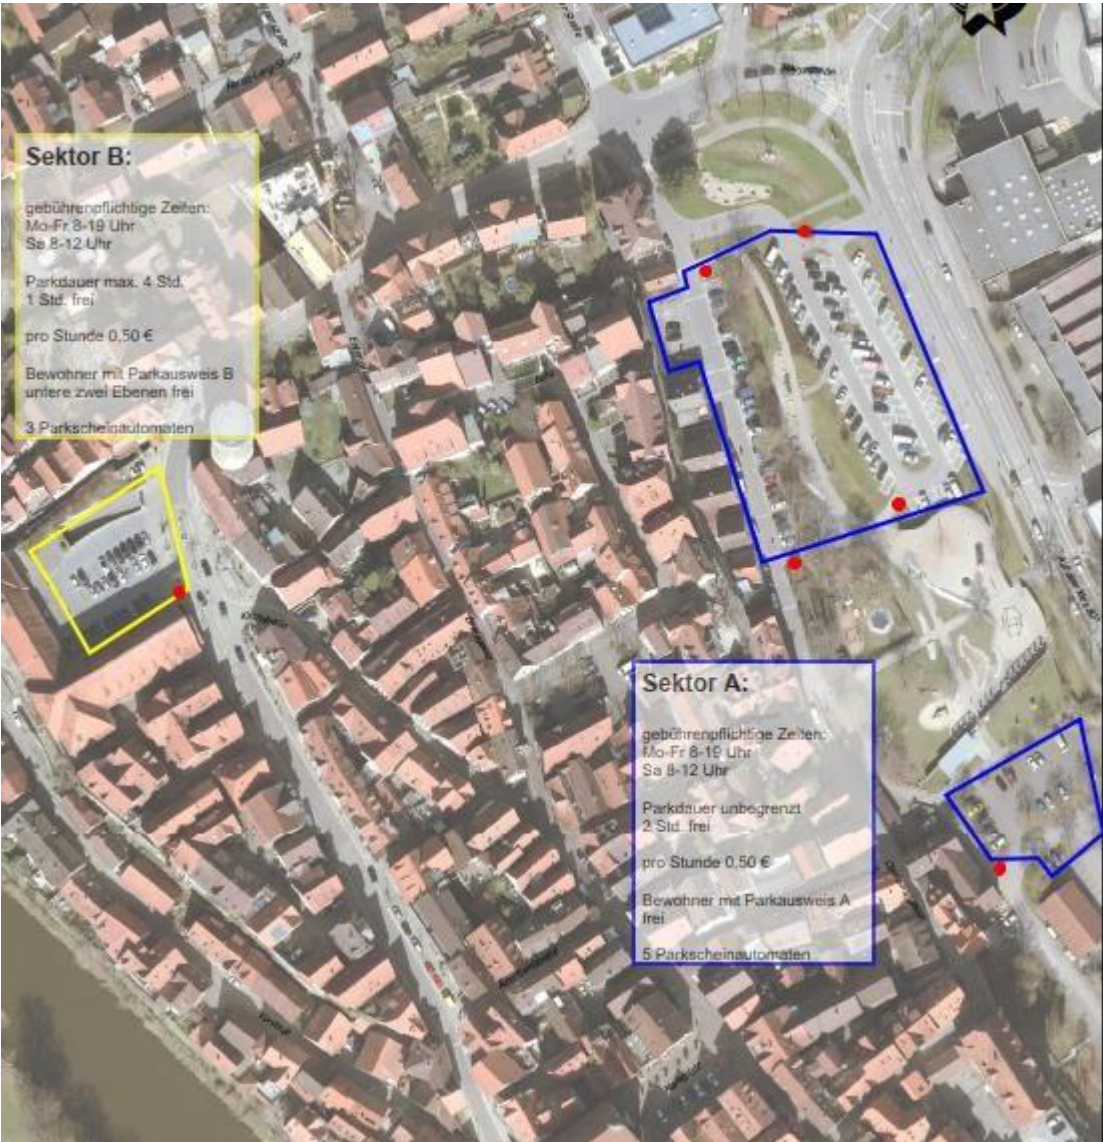 Sektor B:
gebührenpflichtige Zeiten:
Mo-Fr 8-19 Uhr
Sa 8-12 Uhr
Parkdauer max. 4 Std.
1 Std. frei
pro Stunde 0,50 €
Bewohner mit Parkausweis B
untere zwei Ebenen frei
3 Parkscheinautomaten
Sektor A:
gebührenpflichtige Zeiten:
Mo-Fr 8-19 Uhr
Sa 8-12 Uhr
Parkdauer unbegrenzt
2 Std. frei
pro Stunde 0,50 €
Bewohner mit Parkausweis A
frei
5 Parkscheinautomaten